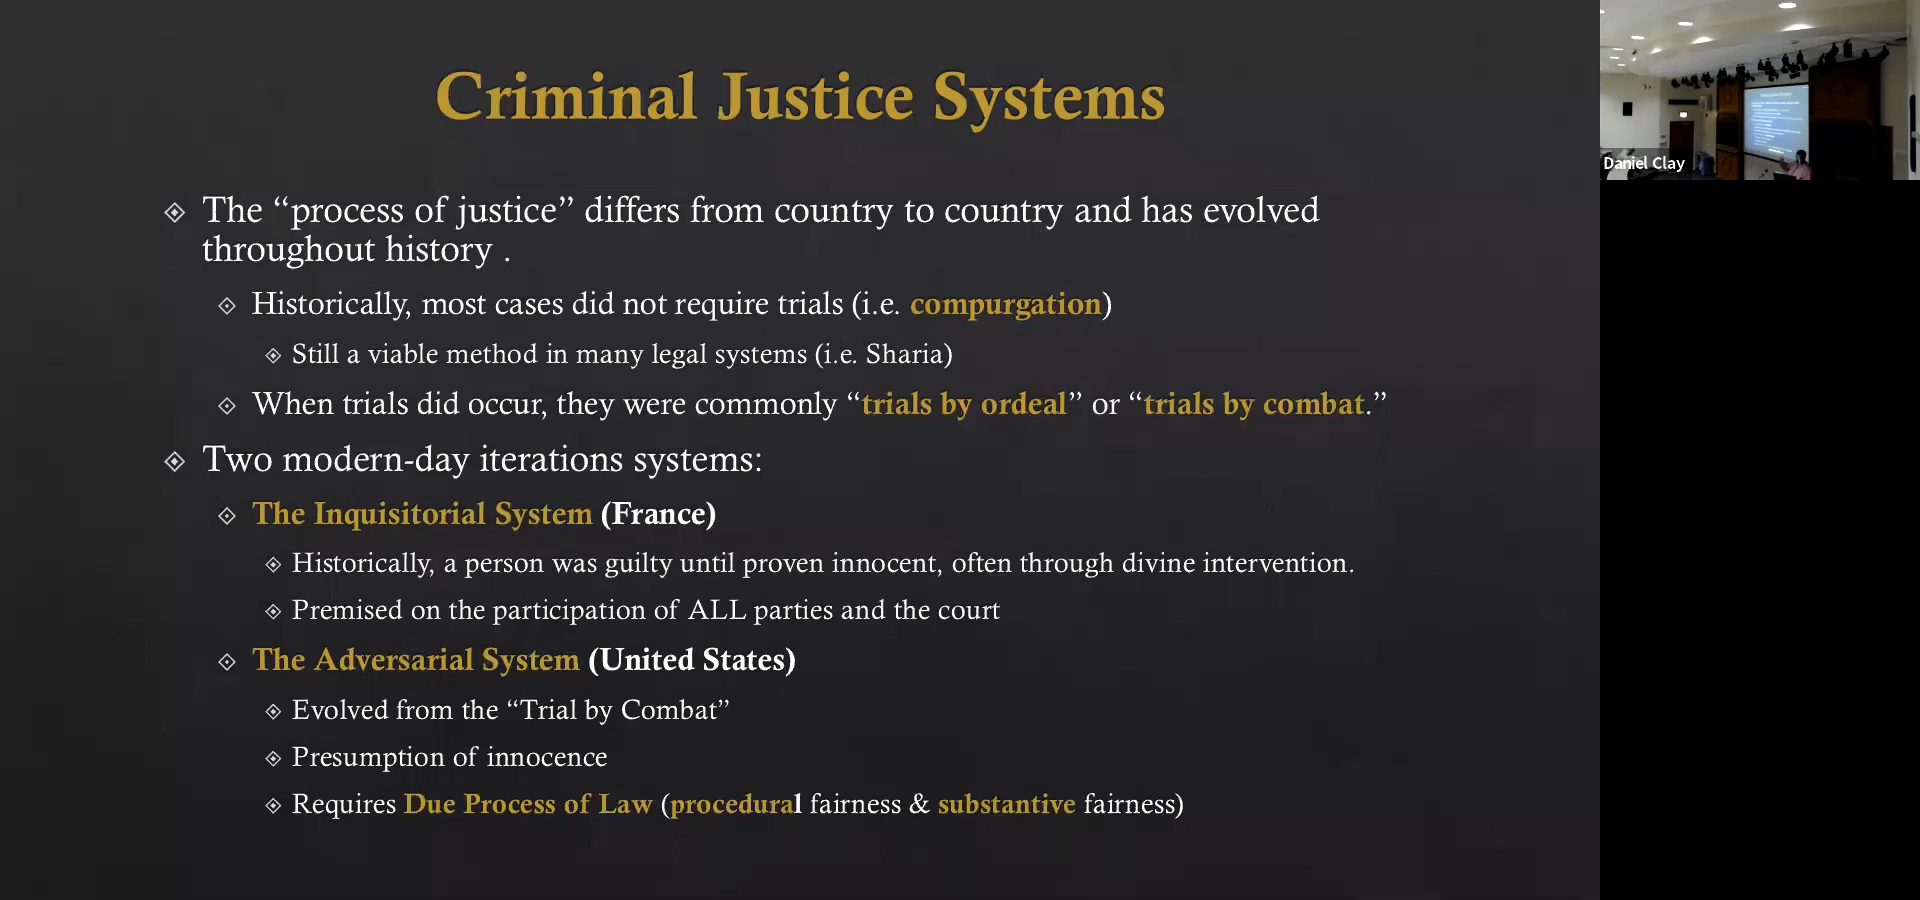 Criminal Justice Systems
The “process of justice” differs from country to country and has evolved
throughout history .
Historically, most cases did not require trials (i.e. compurgation)
Still a viable method in many legal systems (i.e. Sharia)
When trials did occur, they were commonly “trials by ordeal” or “trials by combat.”
Two modern-day iterations systems:
The Inquisitorial System (France)
Historically, a person was guilty until proven innocent, often through divine intervention.
Premised on the participation of ALL parties and the court
The Adversarial System (United States)
Evolved from the “Trial by Combat”
Presumption of innocence
Requires Due Process of Law (procedural fairness & substantive fairness)
Daniel Clay